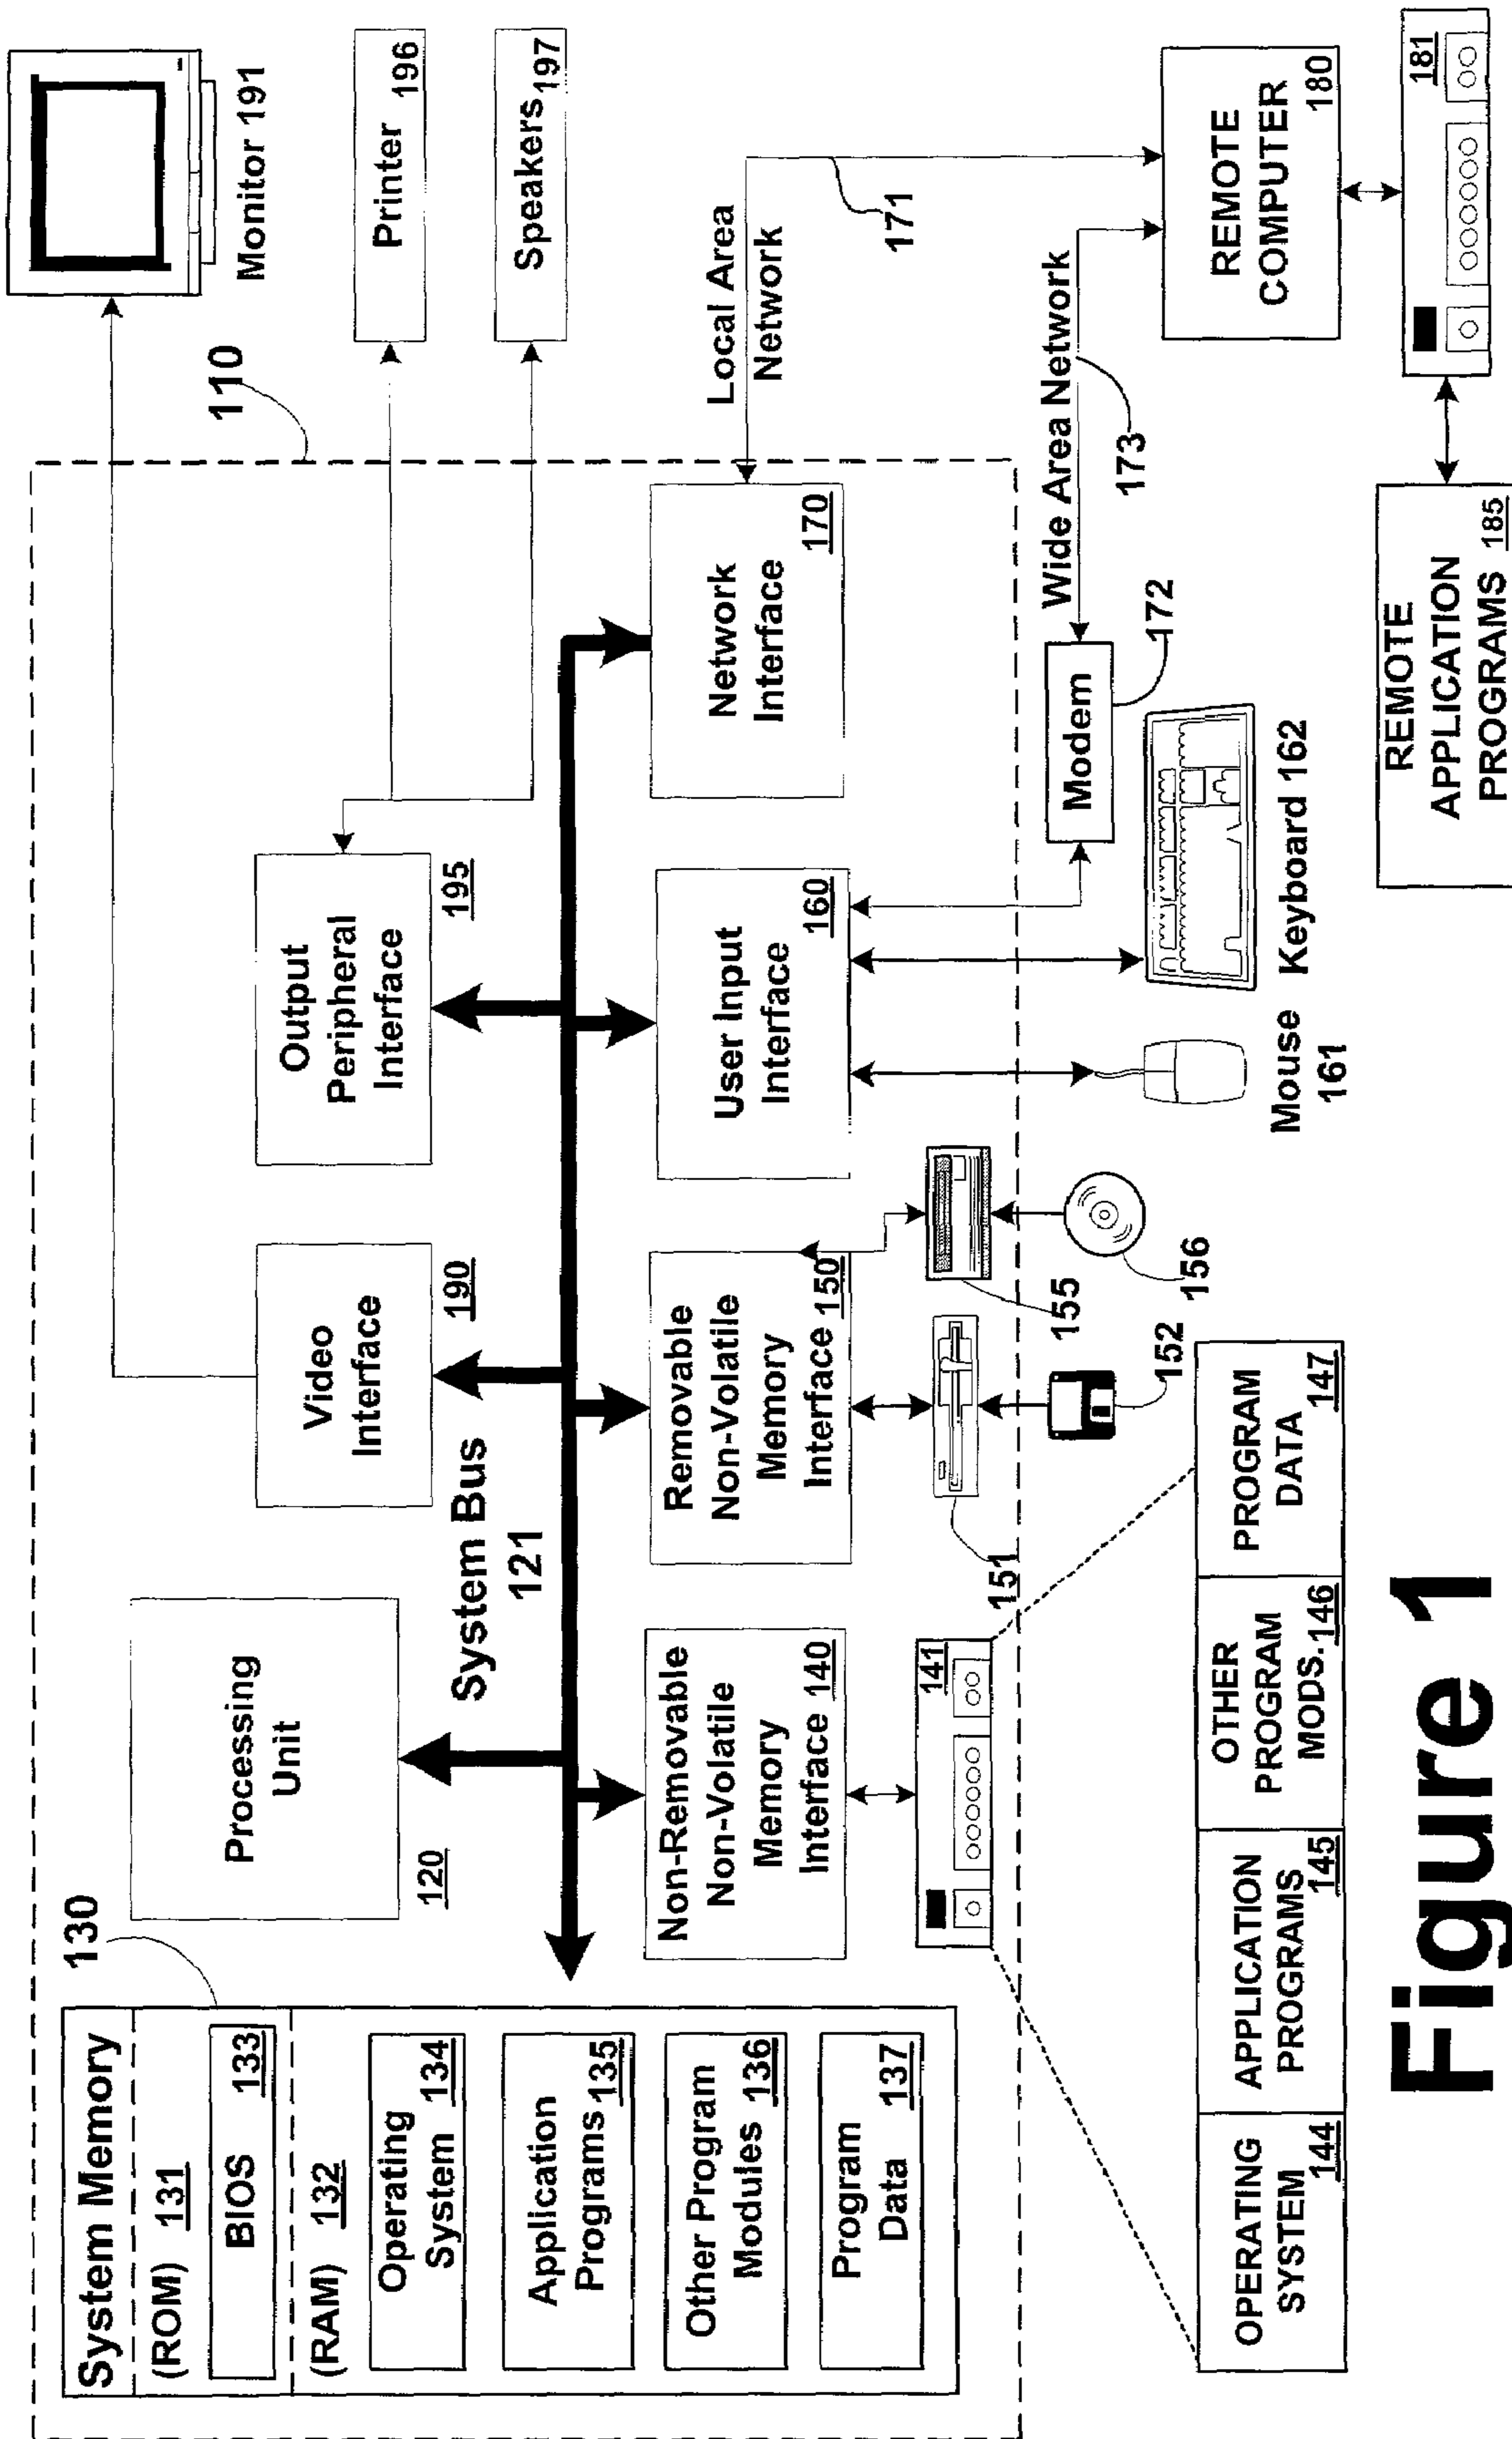 System Memory
(ROM) 131
BIOS 133
(RAM) 132
Operating
System 134
Application
Programs 135
Other Program
Modules 136
Program
Data 137
130
Processing
Unit
120
System Bus
121
Video
Interface
190
Output
Peripheral
Interface
195
110
Monitor 191
Printer
196
Speakers
197
Non-Removable
Non-Volatile
Memory
Interface 140
Removable
Non-Volatile
Memory
Interface 150
User Input
Interface
160
Network
Interface
170
Local Area
Network
171
141
151
155
152
156
Mouse
161
Keyboard 162
Modem
172
Wide Area Network
173
REMOTE
COMPUTER
180
181
REMOTE
APPLICATION
PROGRAMS 185
OPERATING
SYSTEM
144
APPLICATION
PROGRAMS
145
OTHER
PROGRAM
MODS. 146
PROGRAM
DATA
147
Figure 1